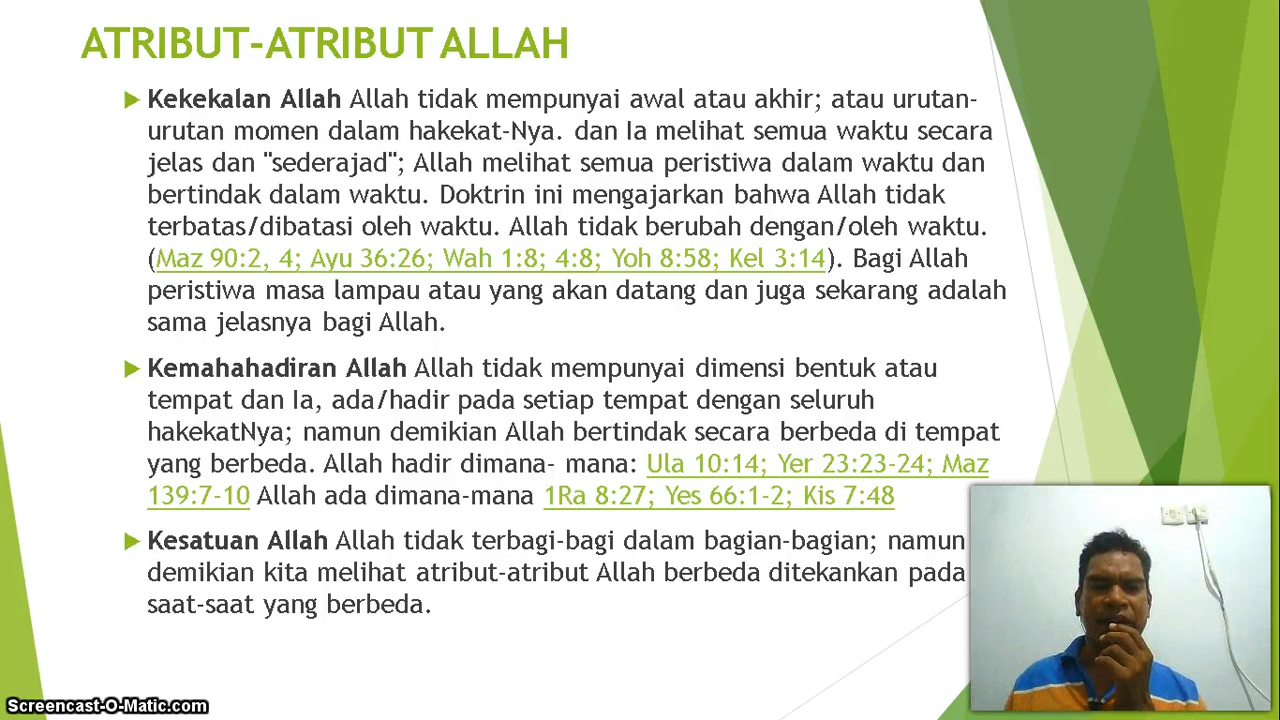 ATRIBUT-ATRIBUT ALLAH
Kekekalan Allah Allah tidak mempunyai awal atau akhir; atau urutan-
urutan momen dalam hakekat-Nya. dan Ia melihat semua waktu secara
jelas dan "sederajad"; Allah melihat semua peristiwa dalam waktu dan
bertindak dalam waktu. Doktrin ini mengajarkan bahwa Allah tidak
terbatas/dibatasi oleh waktu. Allah tidak berubah dengan/oleh waktu.
(Maz 90:2, 4; Ayu 36:26; Wah 1:8; 4:8; Yoh 8:58; Kel 3:14). Bagi Allah
peristiwa masa lampau atau yang akan datang dan juga sekarang adalah
sama jelasnya bagi Allah.
Kemahahadiran Allah Allah tidak mempunyai dimensi bentuk atau
tempat dan Ia, ada/hadir pada setiap tempat dengan seluruh
hakekatNya; namun demikian Allah bertindak secara berbeda di tempat
yang berbeda. Allah hadir dimana- mana: Ula 10:14; Yer 23:23-24; Maz
139:7-10 Allah ada dimana-mana 1Ra 8:27; Yes 66:1-2; Kis 7:48
Kesatuan Allah Allah tidak terbagi-bagi dalam bagian-bagian; namun
demikian kita melihat atribut-atribut Allah berbeda ditekankan pada
saat-saat yang berbeda.
Screencast-O-Matic.com